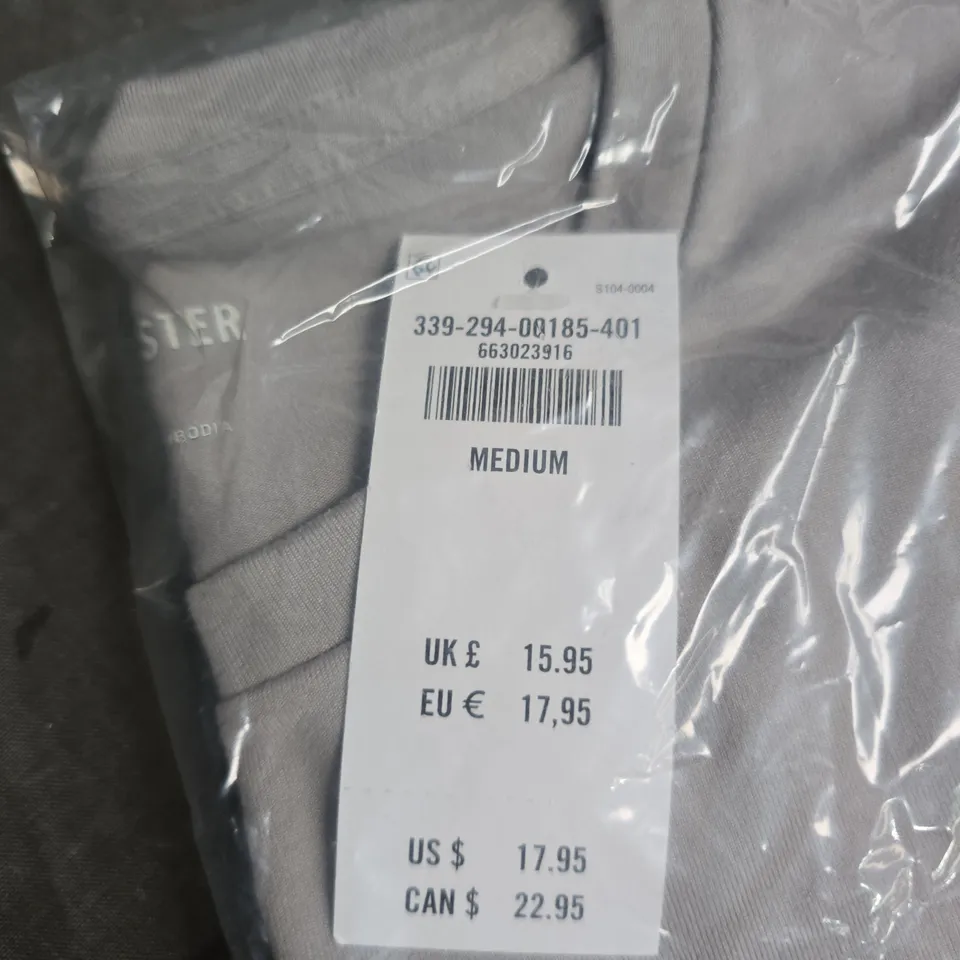 S104-0004
339-294-00185-401
663023916
MEDIUM
STER
BODIA
UK £ 15.95
EU € 17,95
US $ 17.95
CAN $ 22.95